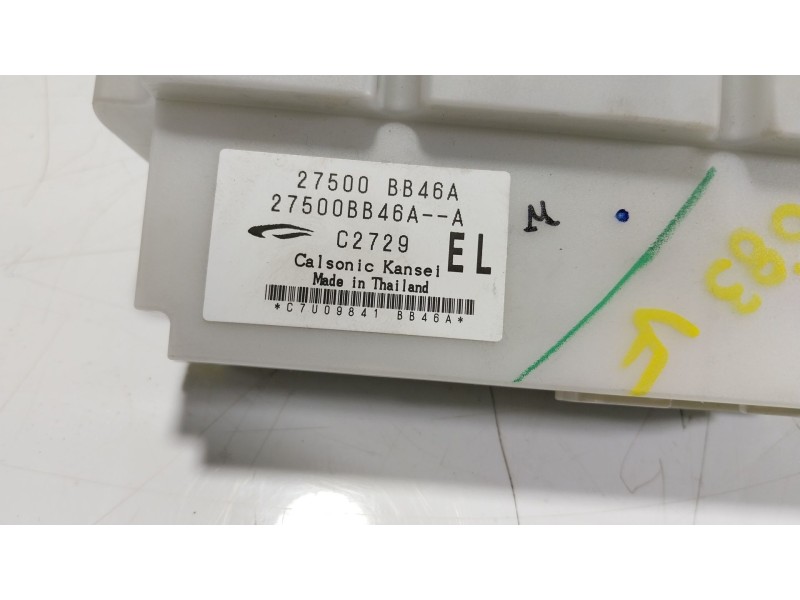 27500 BB46A
27500BB46A--A
C2729 EL
Calsonic Kansei
Made in Thailand
*C7U09841 BB46A*
M